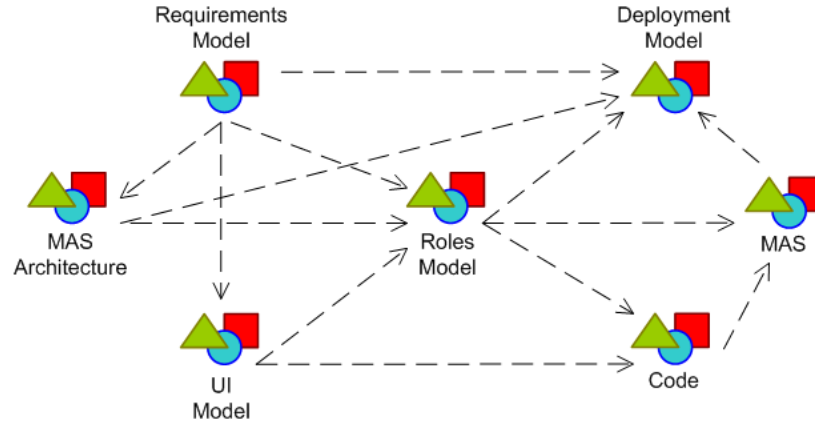 Requirements
Model
Deployment
Model
MAS
Architecture
Roles
Model
MAS
UI
Model
Code